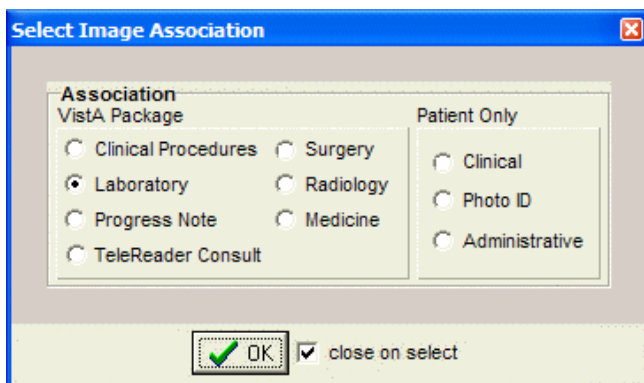 Select Image Association
Association
VistA Package
Patient Only
Clinical Procedures
Surgery
Clinical
Laboratory
Radiology
Photo ID
Progress Note
Medicine
Administrative
TeleReader Consult
OK
close on select